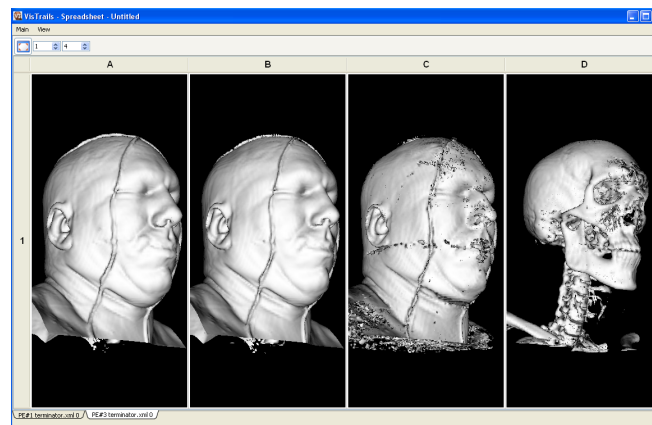 VisTrails - Spreadsheet - Untitled
Main View
1 4
A B C D
1
PE#1 terminator.xml 0 PE#3 terminator.xml 0